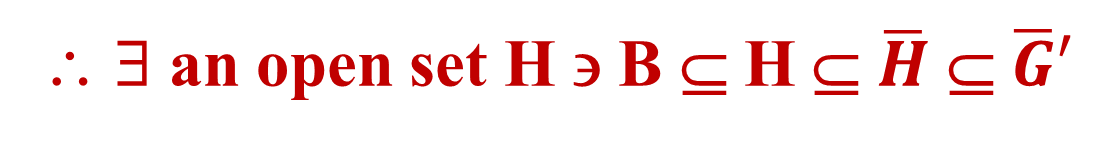 ∴ ∃ an open set H ∋ B ⊆ H ⊆ H̅ ⊆ G̅′